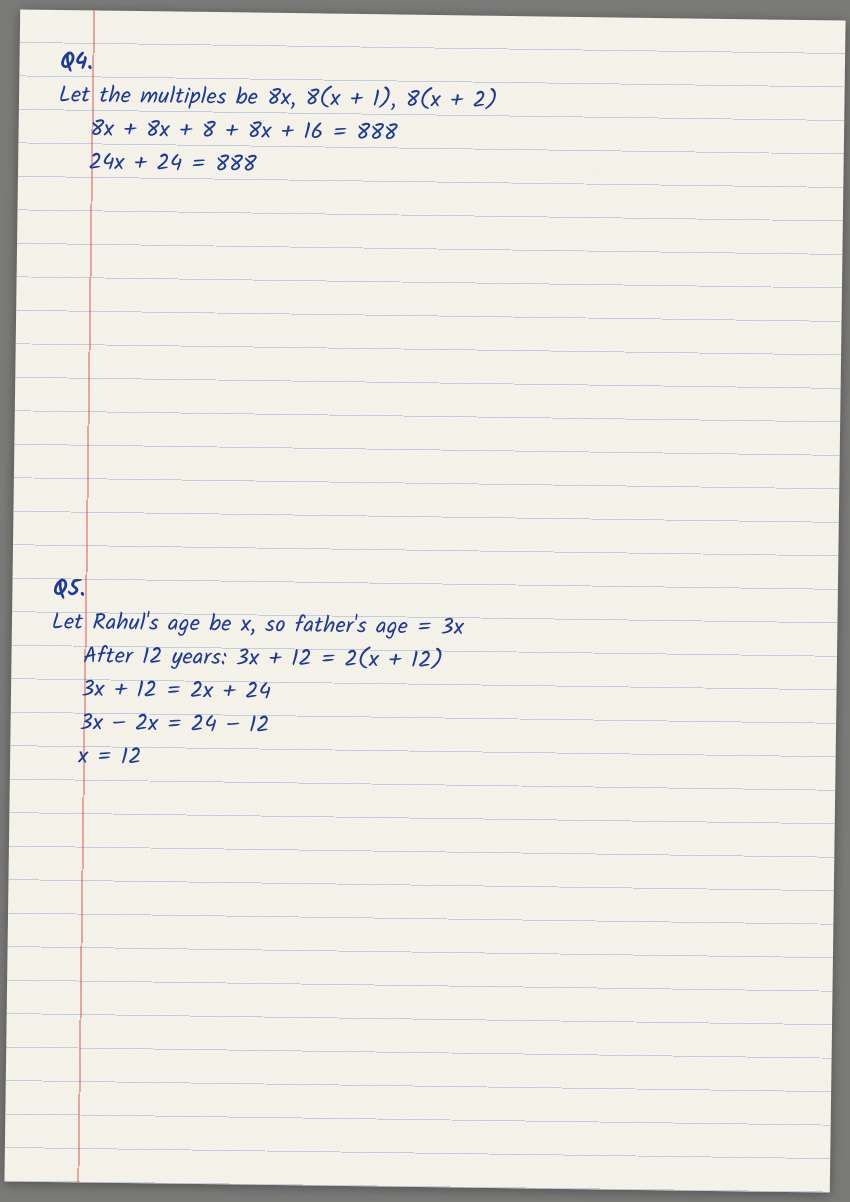 Q4.
Let the multiples be 8x, 8(x + 1), 8(x + 2)
8x + 8x + 8 + 8x + 16 = 888
24x + 24 = 888
Q5.
Let Rahul's age be x, so father's age = 3x
After 12 years: 3x + 12 = 2(x + 12)
3x + 12 = 2x + 24
3x − 2x = 24 − 12
x = 12